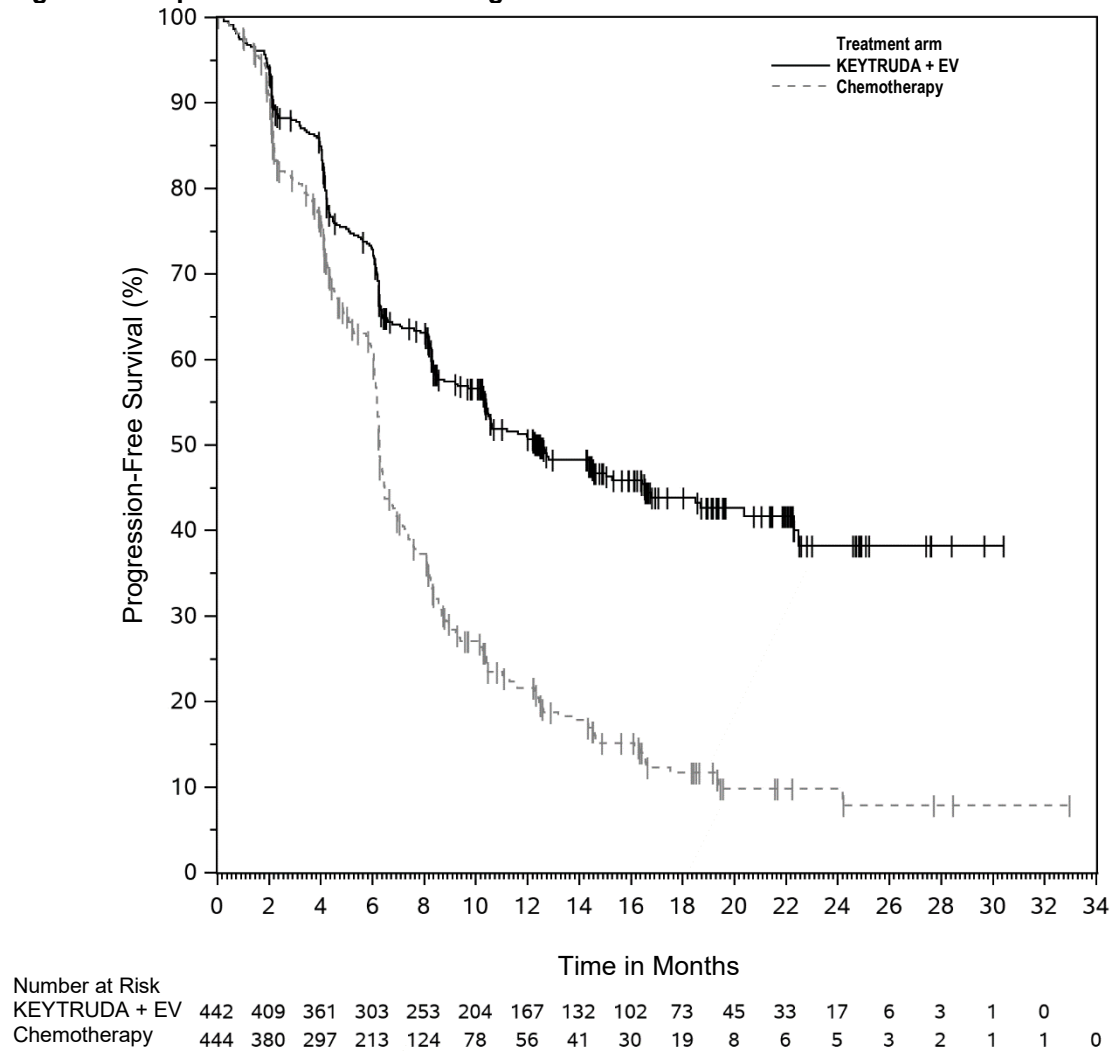 Treatment arm
KEYTRUDA + EV
Chemotherapy
Progression-Free Survival (%)
100
90
80
70
60
50
40
30
20
10
0
0 2 4 6 8 10 12 14 16 18 20 22 24 26 28 30 32 34
Time in Months
Number at Risk
KEYTRUDA + EV 442 409 361 303 253 204 167 132 102 73 45 33 17 6 3 1 0
Chemotherapy 444 380 297 213 124 78 56 41 30 19 8 6 5 3 2 1 1 0